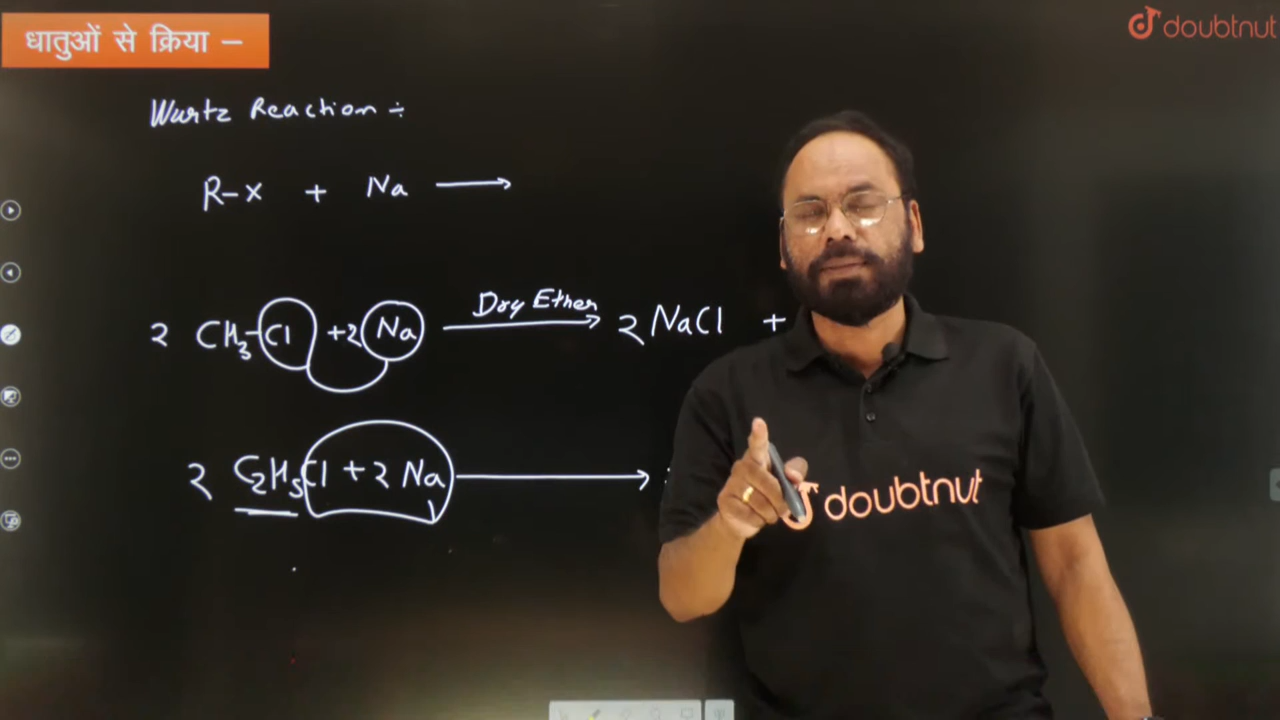 धातुओं से क्रिया –
doubtnut
Wurtz Reaction ÷
R-X + Na ⟶
2 CH₃-Cl + 2 Na ⟶ Dry Ether 2 NaCl +
2 C₂H₅Cl + 2 Na ⟶
doubtnut